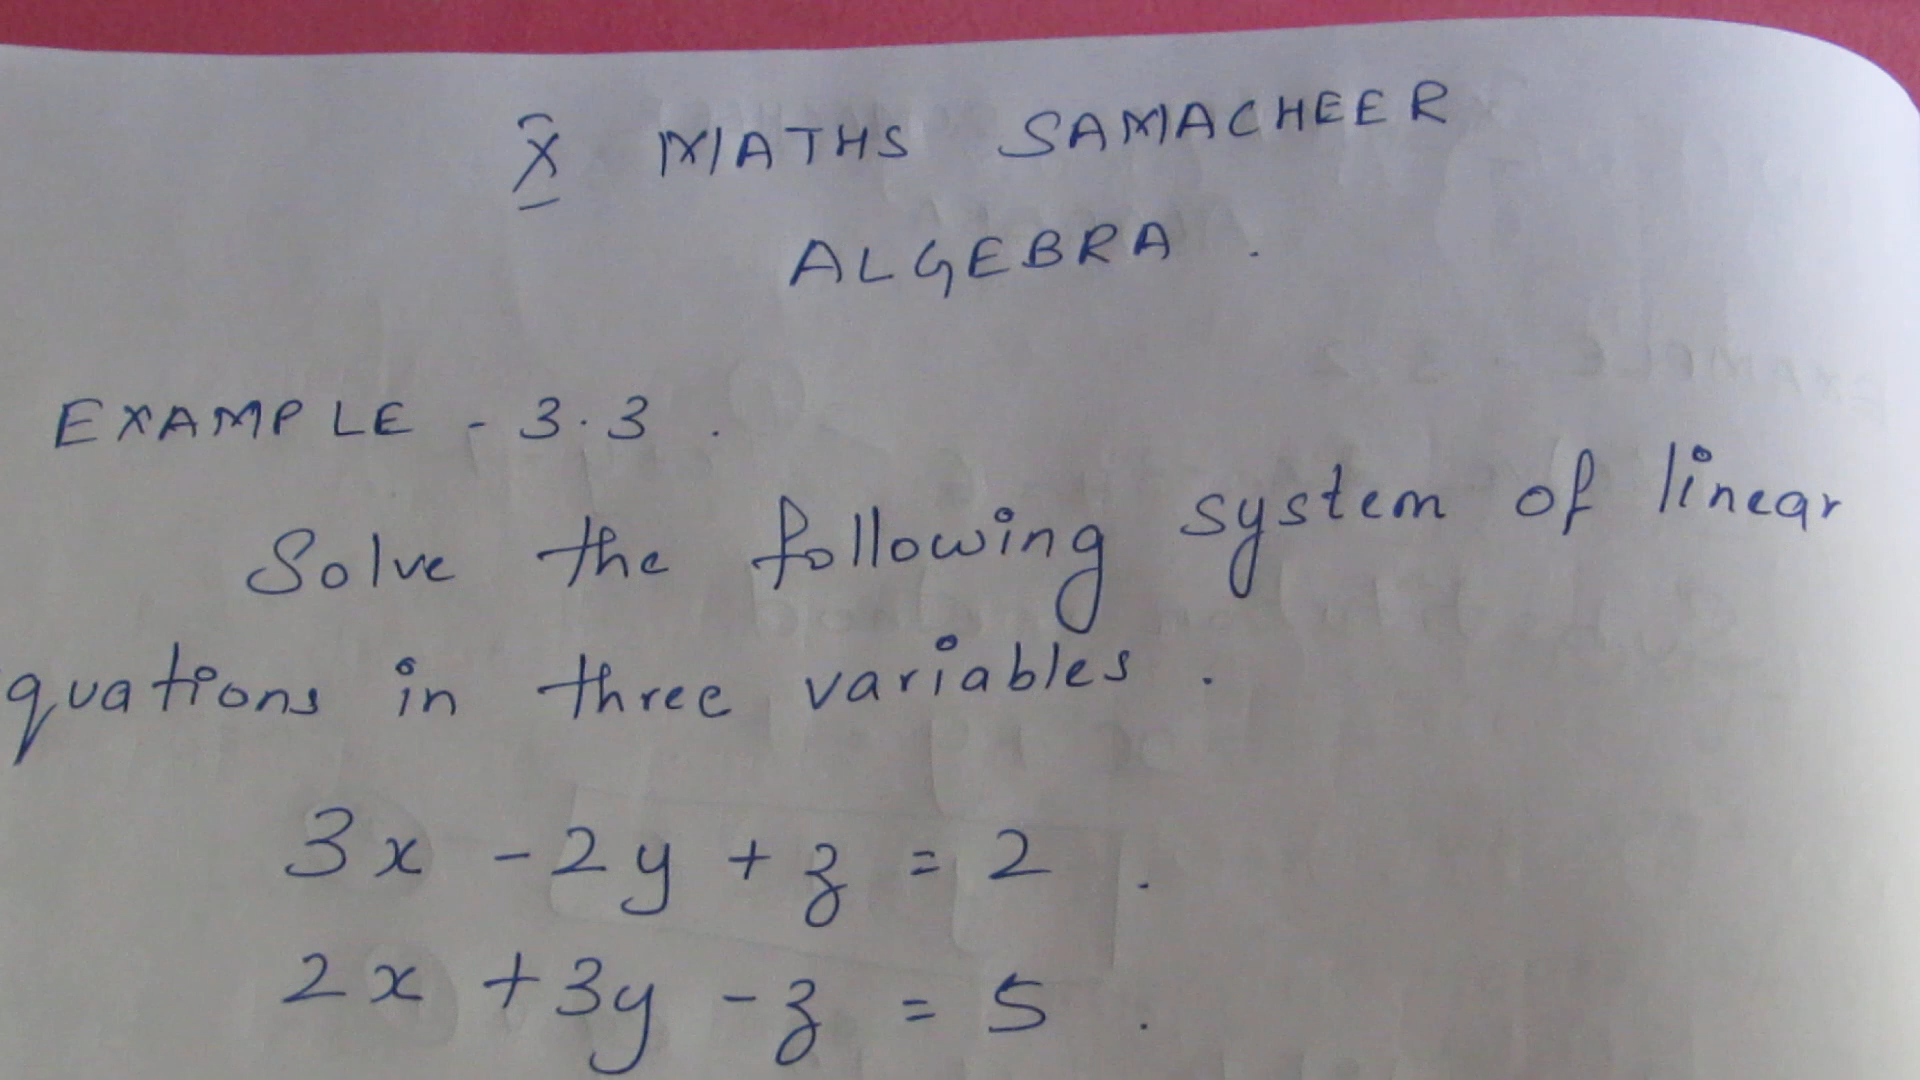 X MATHS SAMACHEER
ALGEBRA.
EXAMPLE - 3.3.
Solve the following system of linear
quations in three variables.
3x - 2y + z = 2.
2x + 3y - z = 5.